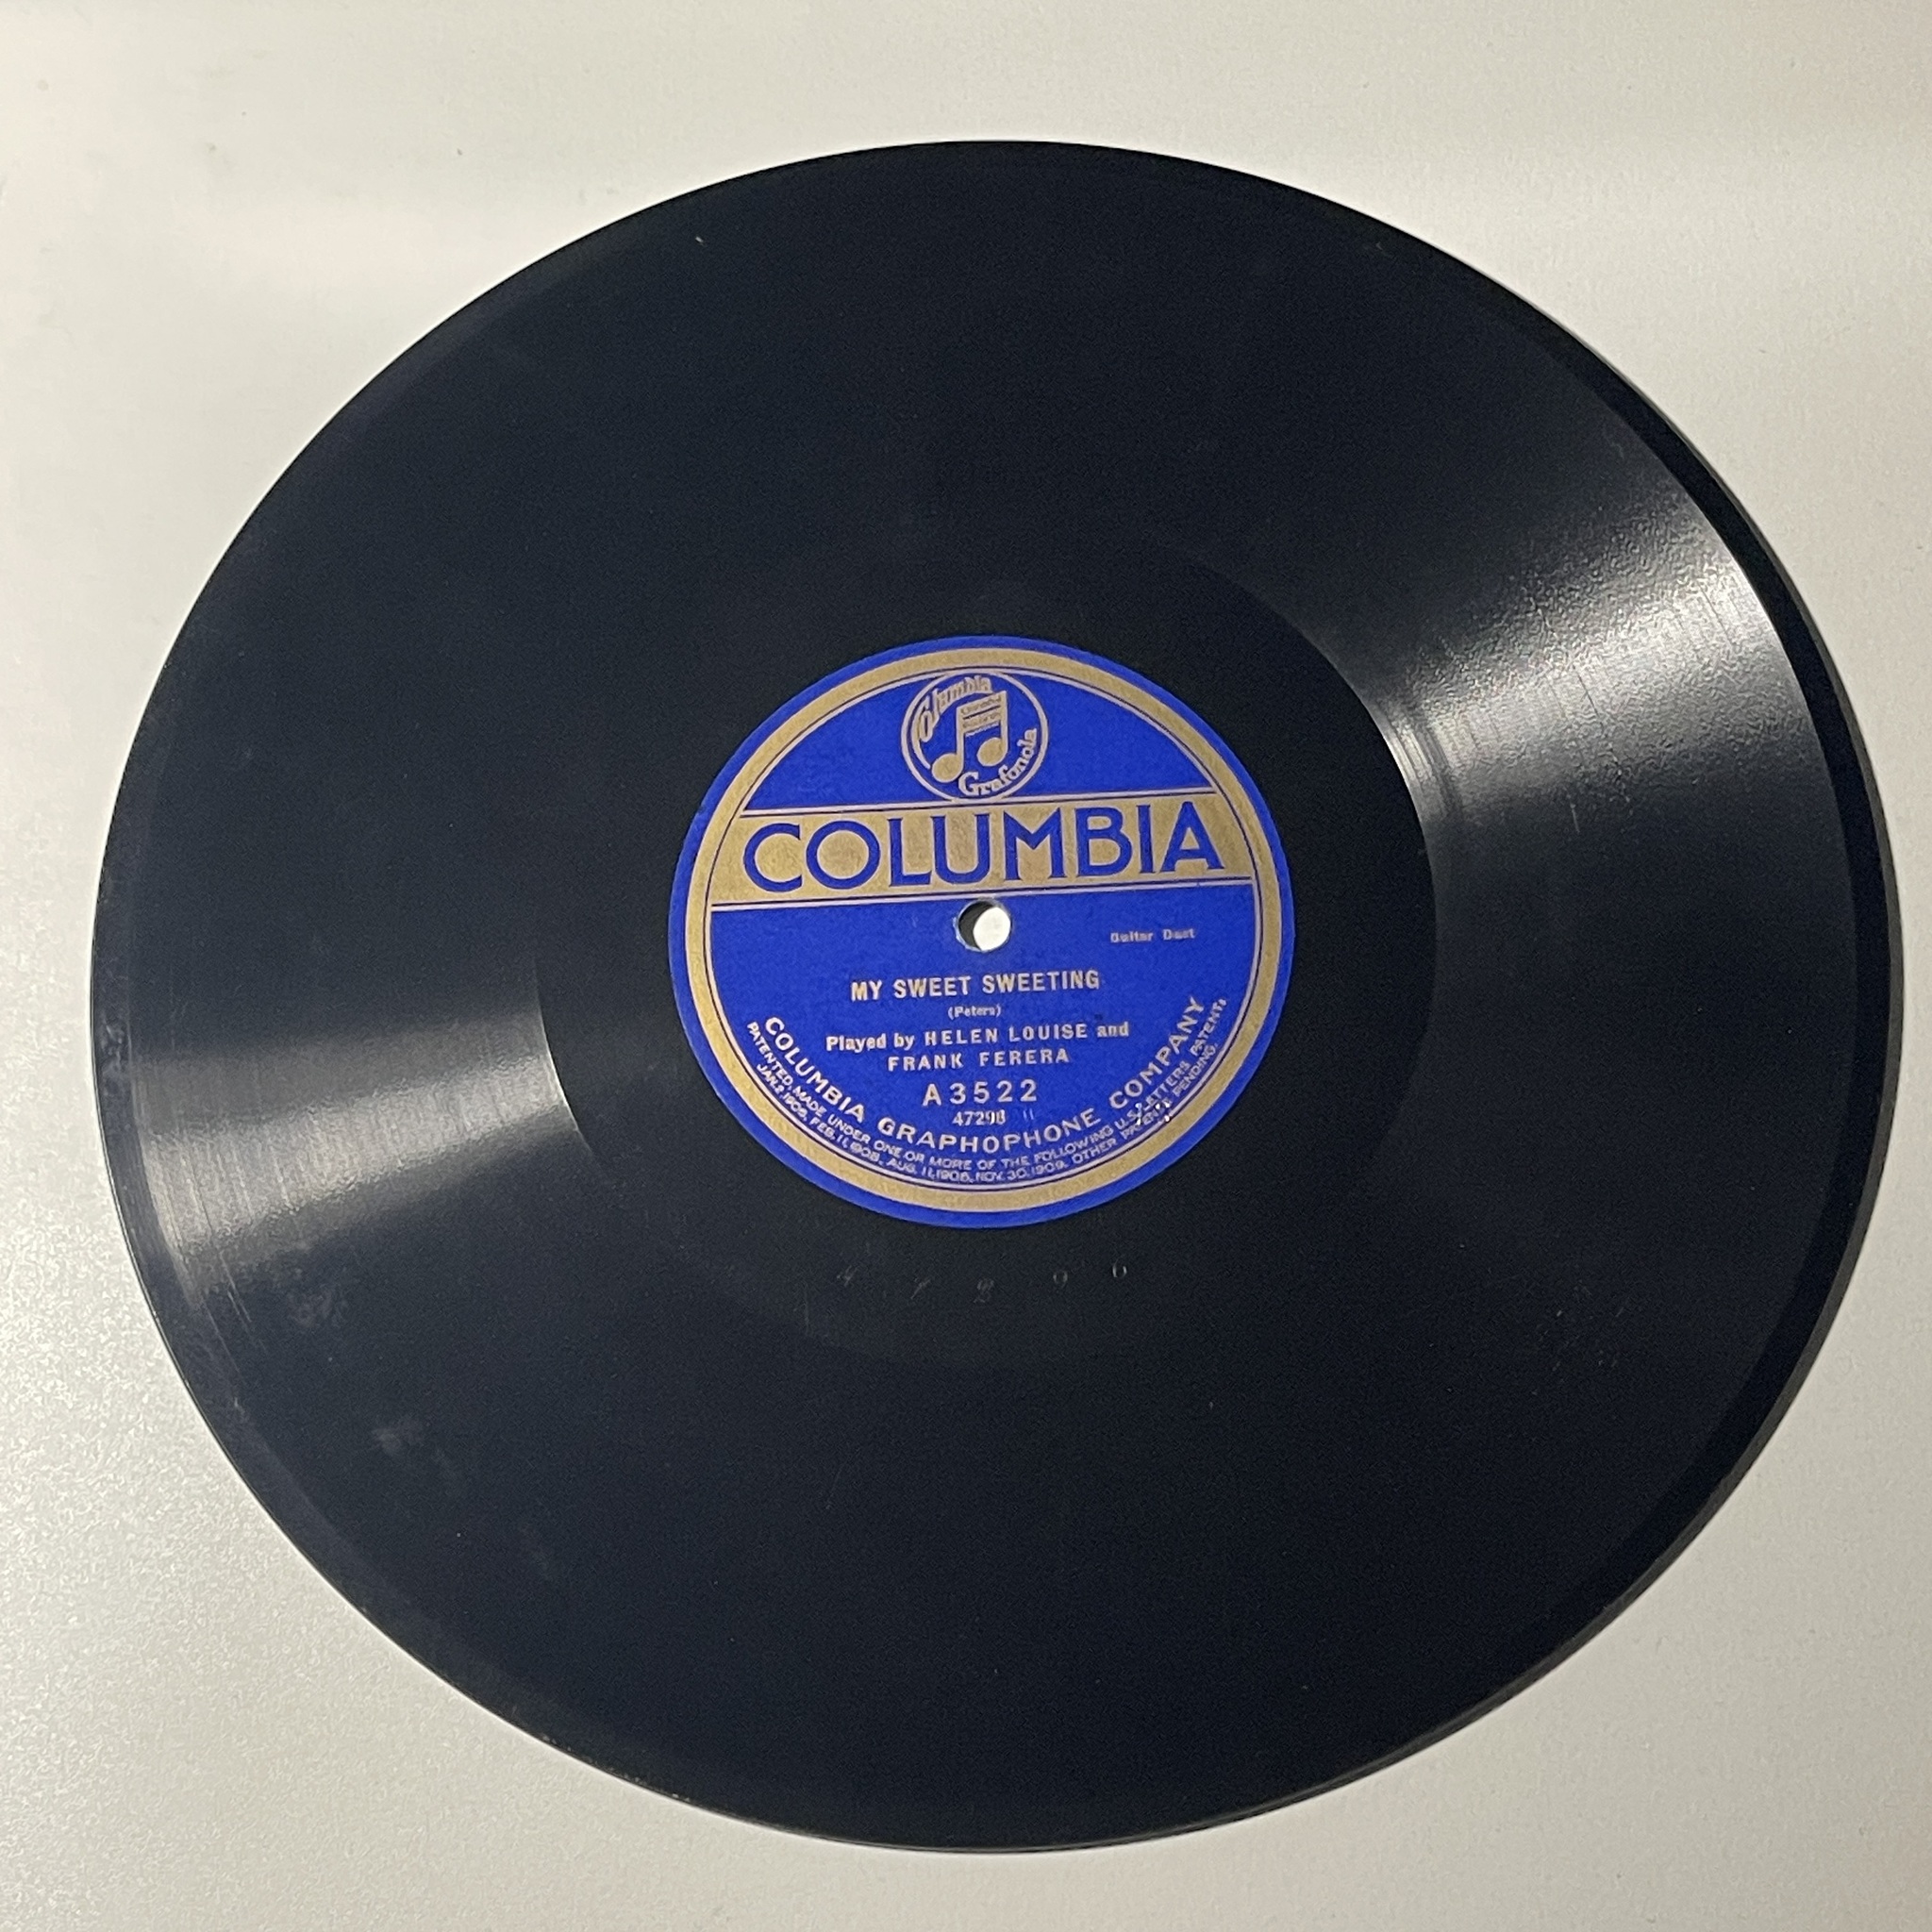 Columbia
Grafonola
COLUMBIA
Guitar Duet
MY SWEET SWEETING
(Peters)
Played by HELEN LOUISE and
FRANK FERERA
A3522
47298
COLUMBIA GRAPHOPHONE COMPANY
PATENTED, MADE UNDER ONE OR MORE OF THE FOLLOWING U.S. LETTERS PATENT:
JAN. 2, 1906, FEB. 11, 1908, AUG. 11, 1908, NOV. 30, 1909, OTHER PATENTS PENDING.